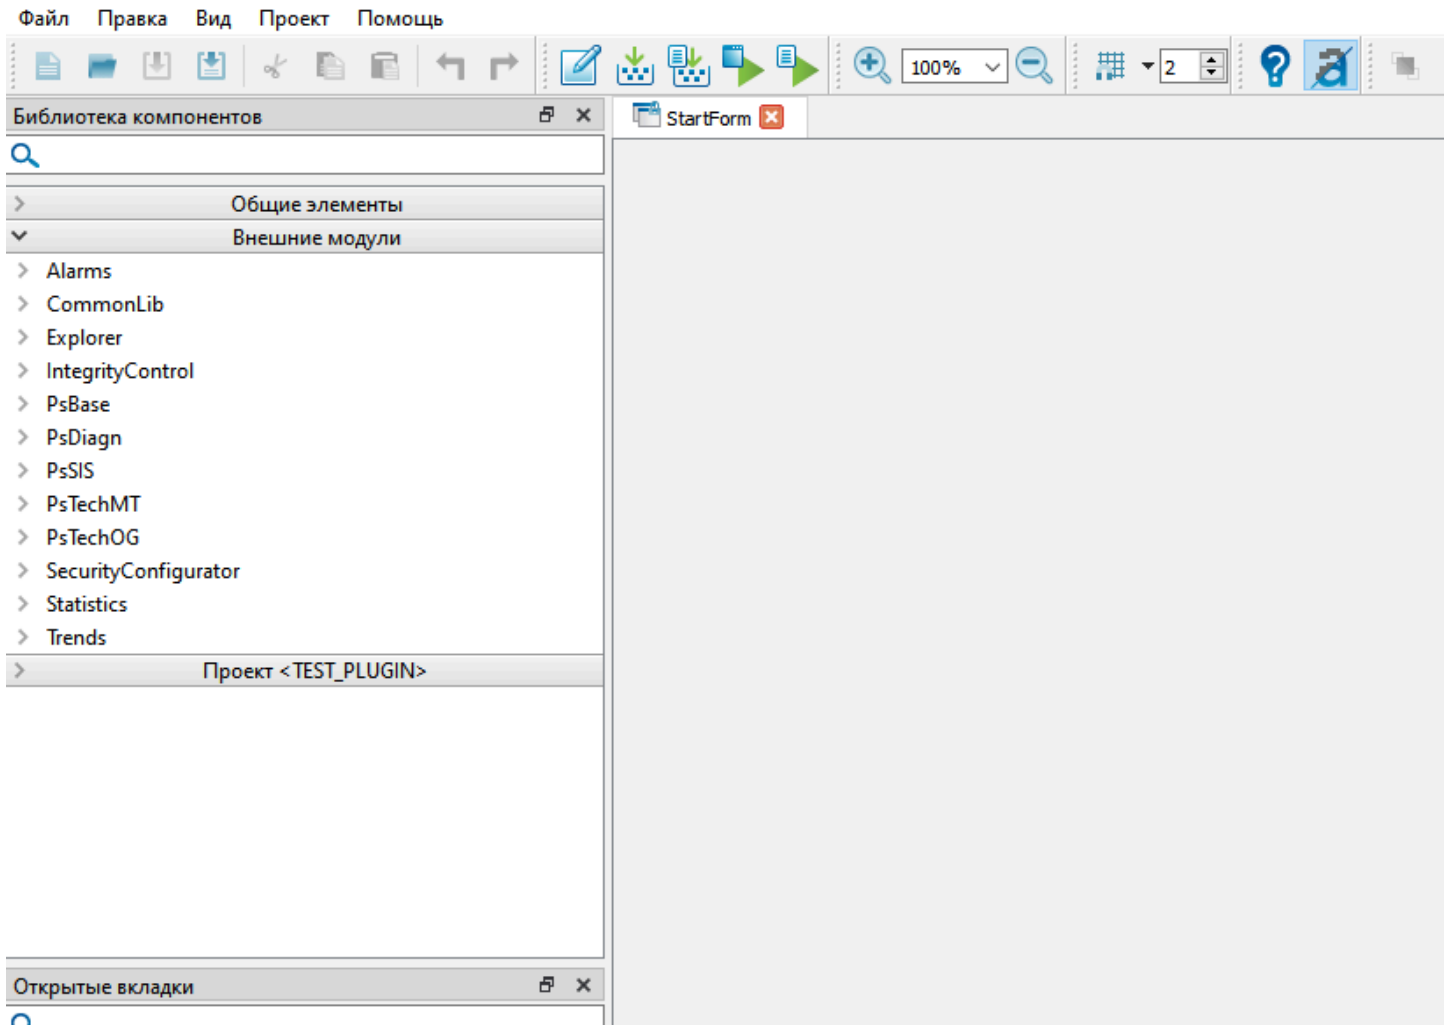 Файл Правка Вид Проект Помощь
100% 2
Библиотека компонентов
StartForm
Общие элементы
Внешние модули
Alarms
CommonLib
Explorer
IntegrityControl
PsBase
PsDiagn
PsSIS
PsTechMT
PsTechOG
SecurityConfigurator
Statistics
Trends
Проект <TEST_PLUGIN>
Открытые вкладки